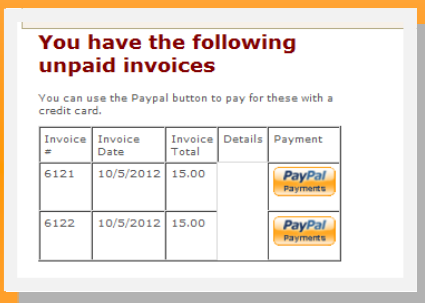 You have the following
unpaid invoices
You can use the Paypal button to pay for these with a
credit card.
Invoice # Invoice Date Invoice Total Details Payment
6121 10/5/2012 15.00 PayPal Payments
6122 10/5/2012 15.00 PayPal Payments